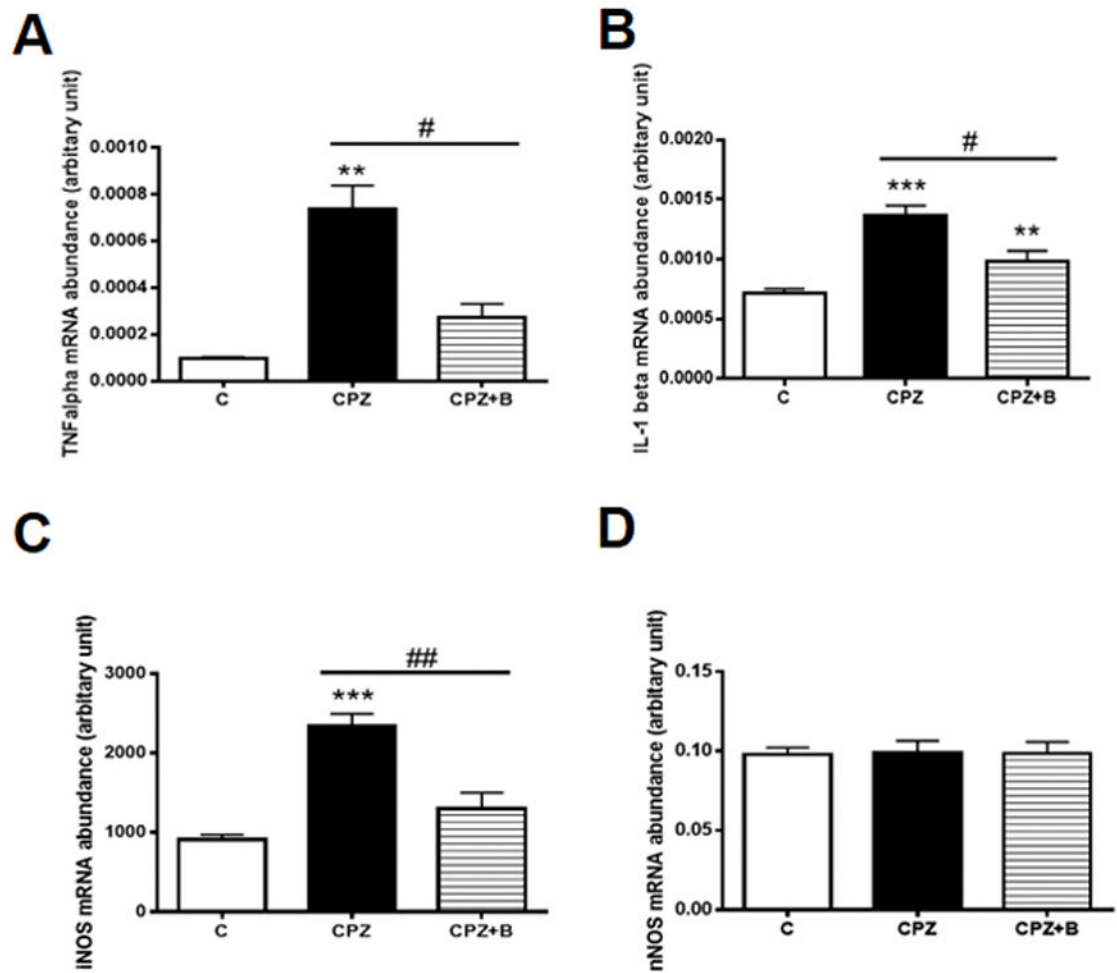 A
TNFalpha mRNA abundance (arbitary unit)
0.0010
0.0008
0.0006
0.0004
0.0002
0.0000
#
**
C CPZ CPZ+B
B
IL-1 beta mRNA abundance (arbitary unit)
0.0020
0.0015
0.0010
0.0005
0.0000
#
***
**
C CPZ CPZ+B
C
iNOS mRNA abundance (arbitary unit)
3000
2000
1000
0
##
***
C CPZ CPZ+B
D
nNOS mRNA abundance (arbitary unit)
0.15
0.10
0.05
0.00
C CPZ CPZ+B